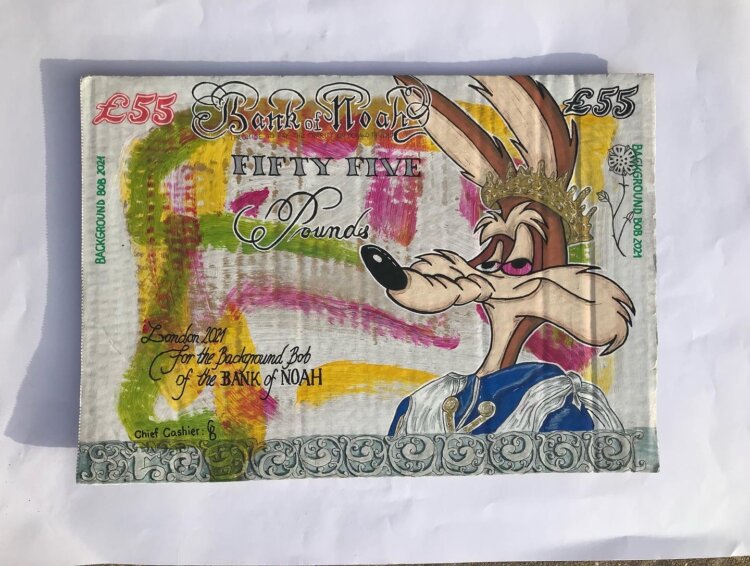 £55
Bank of Noah
£55
FIFTY FIVE
Pounds
BACKGROUND BOB 2021
BACKGROUND BOB 2021
London 2021
For the Background Bob
of the BANK of NOAH
Chief Cashier: